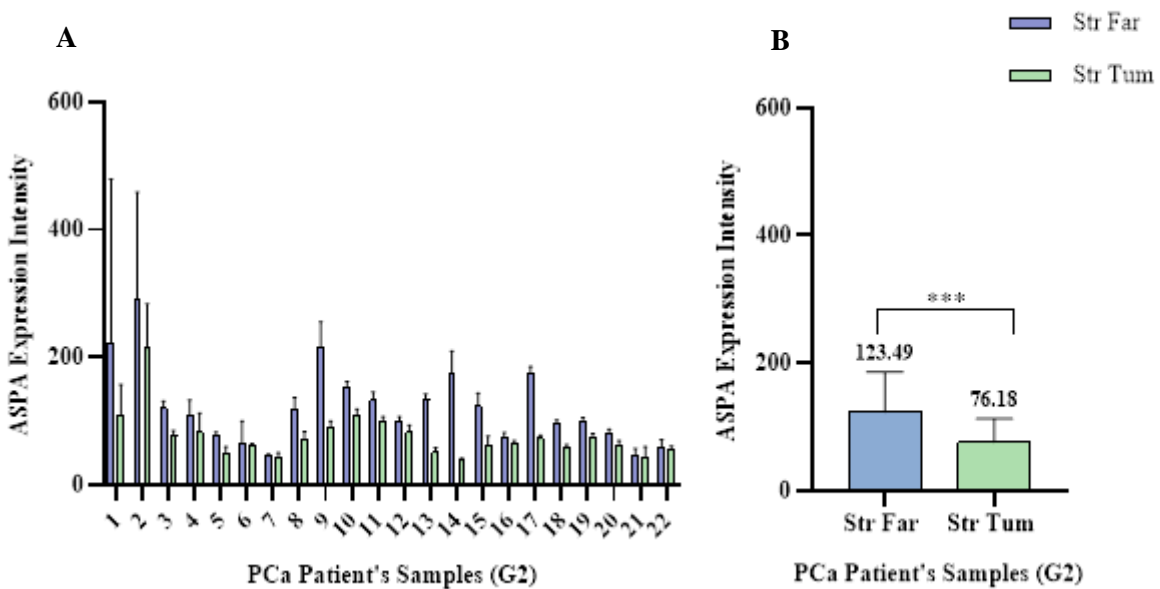 A
600
400
200
0
ASPA Expression Intensity
1 2 3 4 5 6 7 8 9 10 11 12 13 14 15 16 17 18 19 20 21 22
PCa Patient's Samples (G2)
Str Far
Str Tum
B
600
400
200
0
ASPA Expression Intensity
***
123.49
76.18
Str Far Str Tum
PCa Patient's Samples (G2)